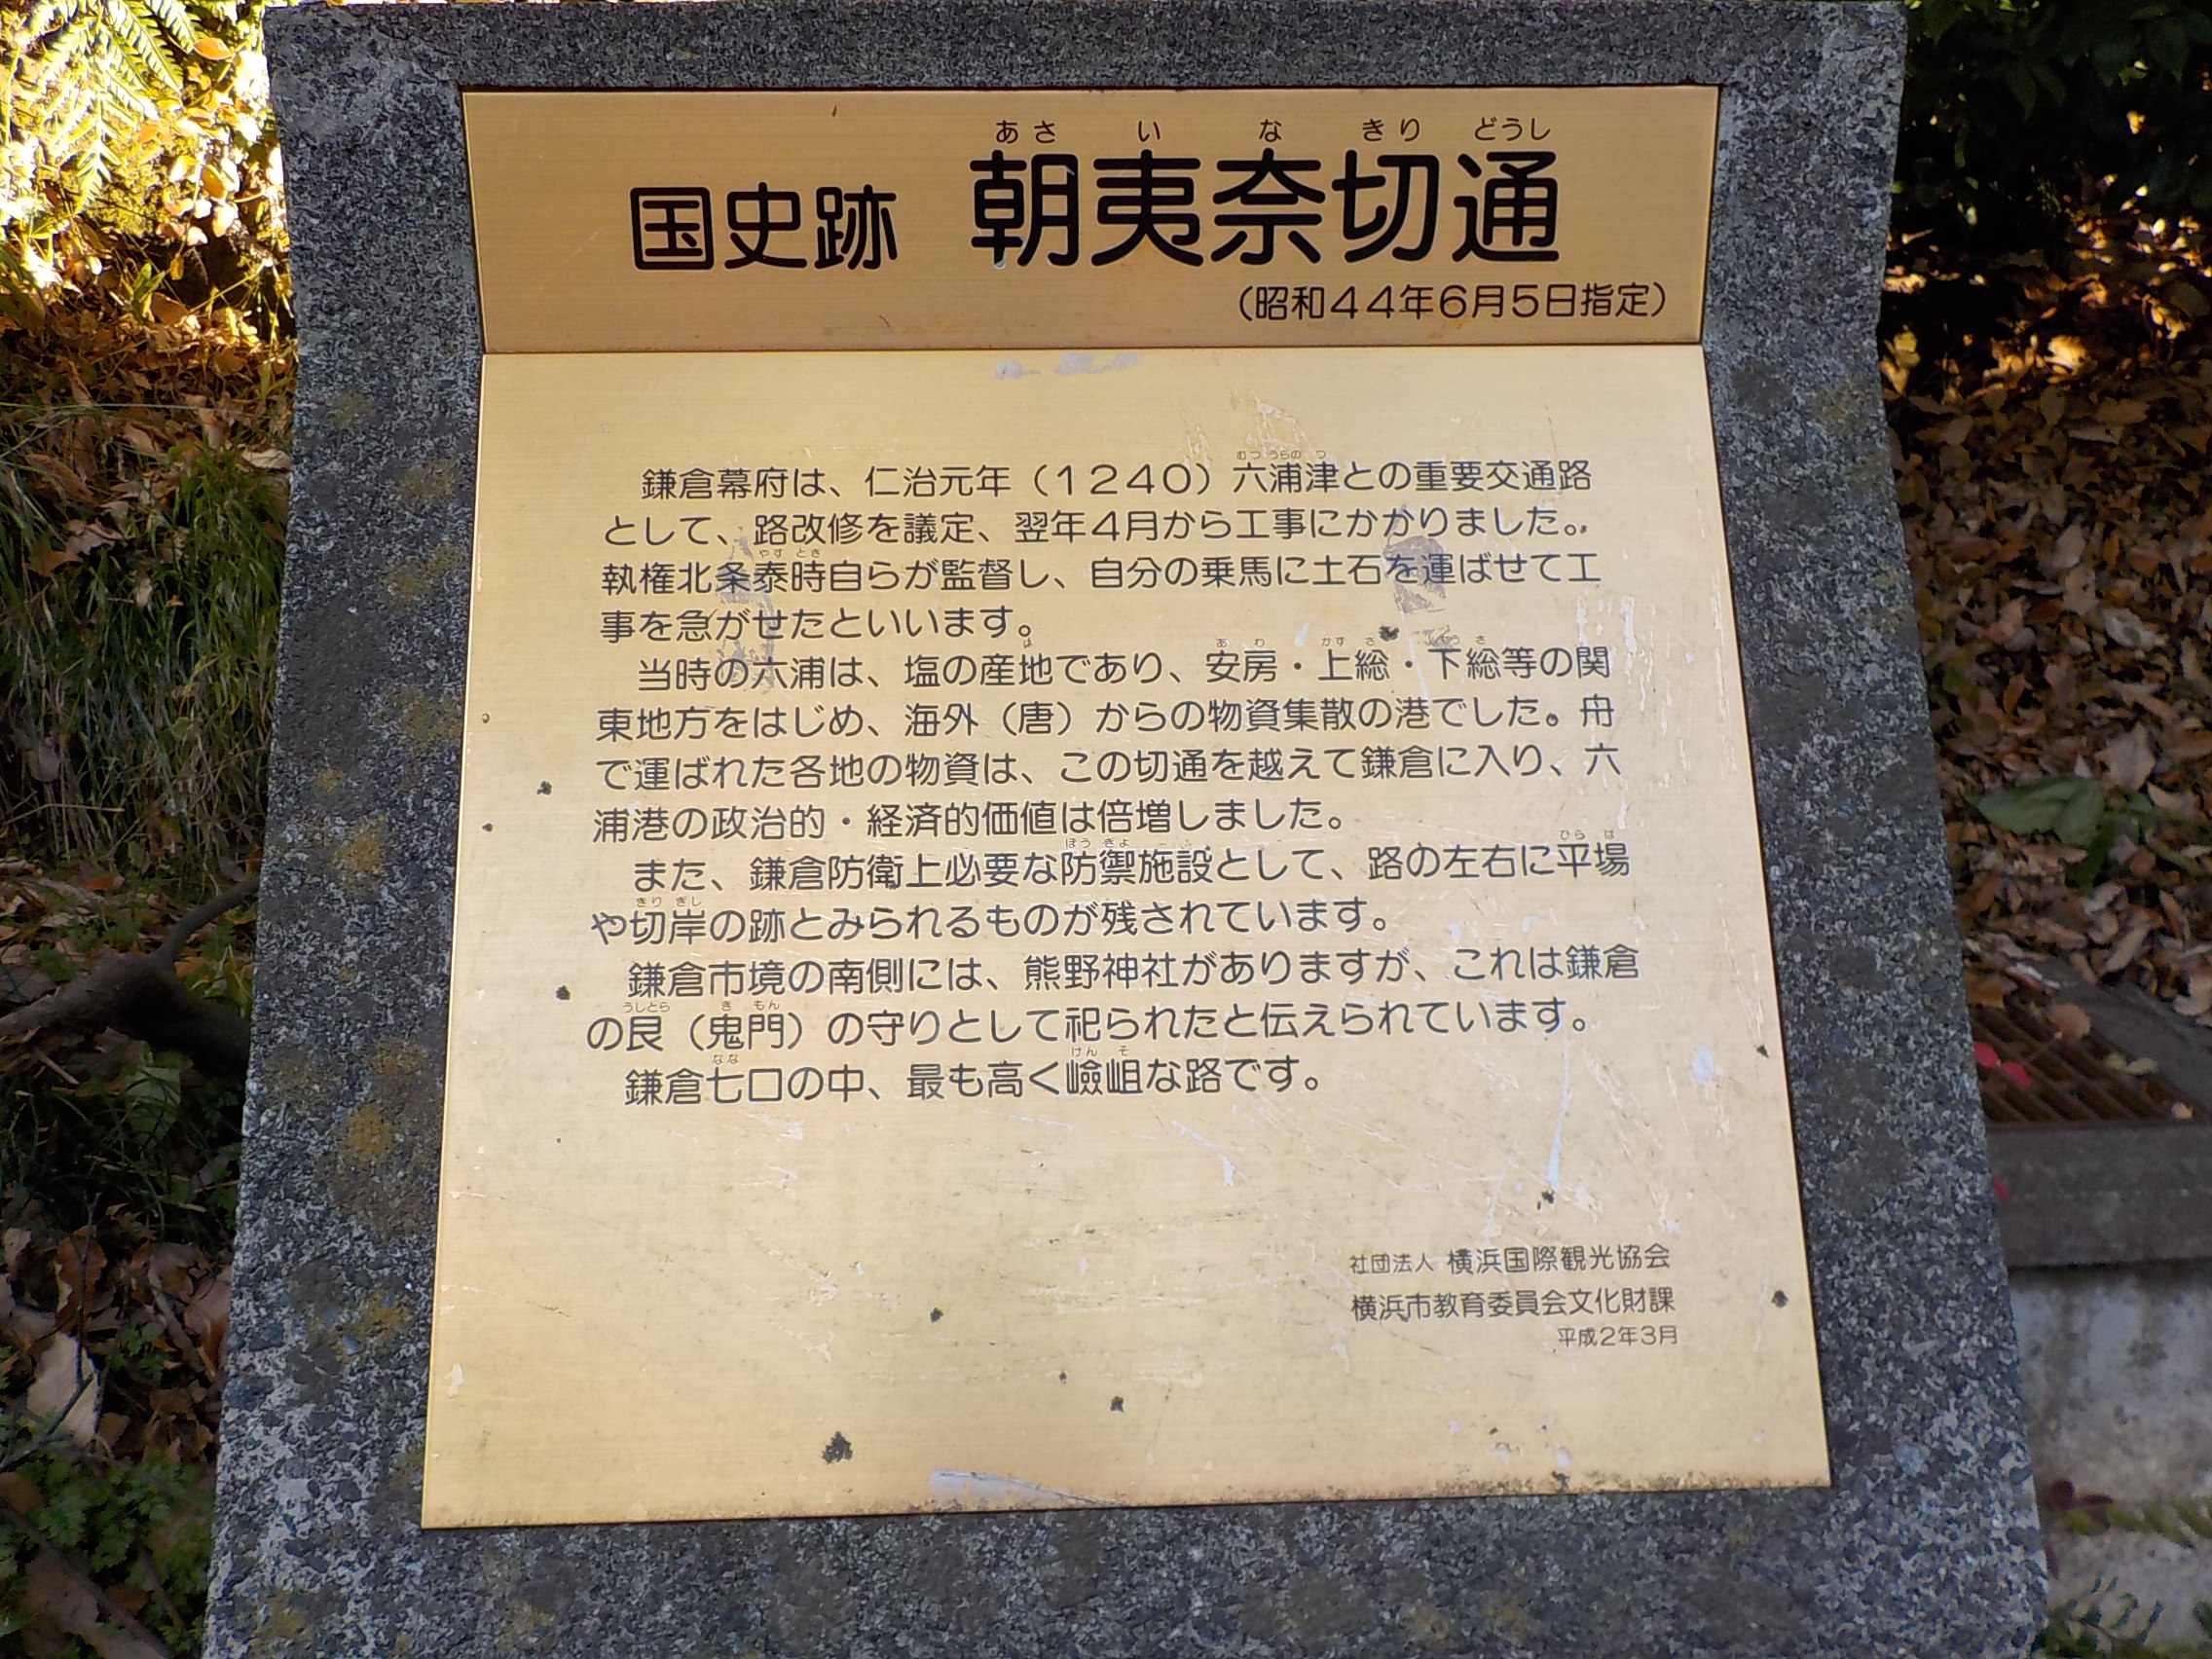 国史跡 朝夷奈切通
(昭和44年6月5日指定)
鎌倉幕府は、仁治元年(1240)六浦津との重要交通路
として、路改修を議定、翌年4月から工事にかかりました。
執権北条泰時自らが監督し、自分の乗馬に土石を運ばせて工
事を急がせたといいます。
当時の六浦は、塩の産地であり、安房・上総・下総等の関
東地方をはじめ、海外(唐)からの物資集散の港でした。舟
で運ばれた各地の物資は、この切通を越えて鎌倉に入り、六
浦港の政治的・経済的価値は倍増しました。
また、鎌倉防衛上必要な防禦施設として、路の左右に平場
や切岸の跡とみられるものが残されています。
鎌倉市境の南側には、熊野神社がありますが、これは鎌倉
の艮(鬼門)の守りとして祀られたと伝えられています。
鎌倉七口の中、最も高く嶮岨な路です。
社団法人 横浜国際観光協会
横浜市教育委員会文化財課
平成2年3月